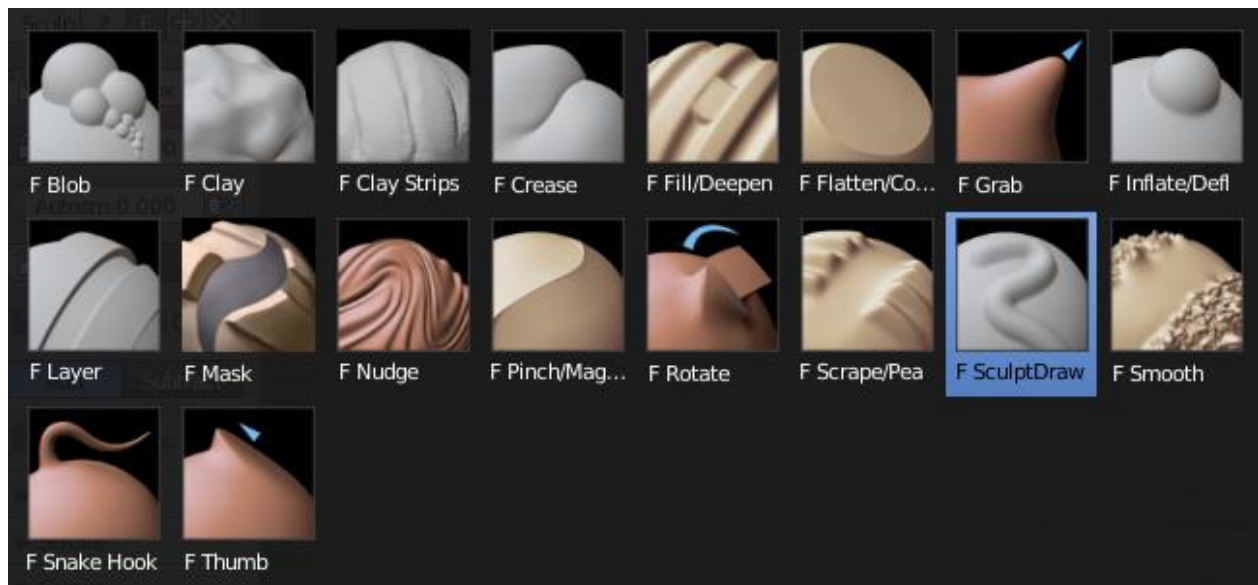 F Blob
F Clay
F Clay Strips
F Crease
F Fill/Deepen
F Flatten/Co...
F Grab
F Inflate/Defl
F Layer
F Mask
F Nudge
F Pinch/Mag...
F Rotate
F Scrape/Pea
F SculptDraw
F Smooth
F Snake Hook
F Thumb